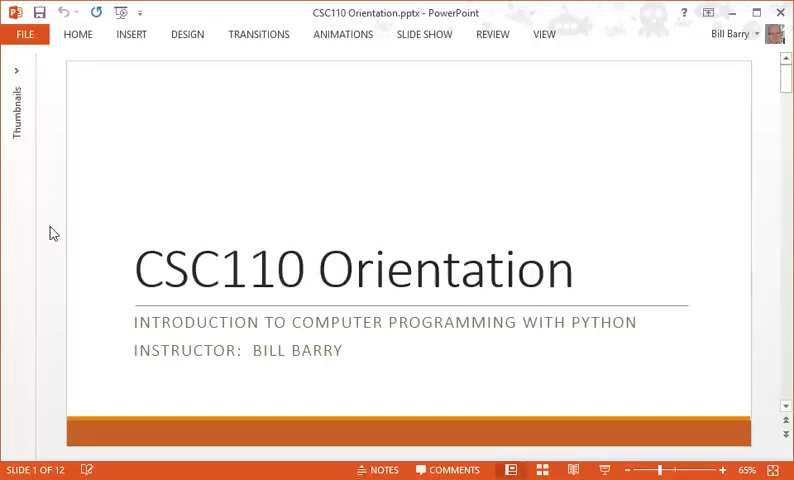 CSC110 Orientation.pptx - PowerPoint
?
FILE HOME INSERT DESIGN TRANSITIONS ANIMATIONS SLIDE SHOW REVIEW VIEW Bill Barry
Thumbnails
CSC110 Orientation
INTRODUCTION TO COMPUTER PROGRAMMING WITH PYTHON
INSTRUCTOR: BILL BARRY
SLIDE 1 OF 12 NOTES COMMENTS 65%